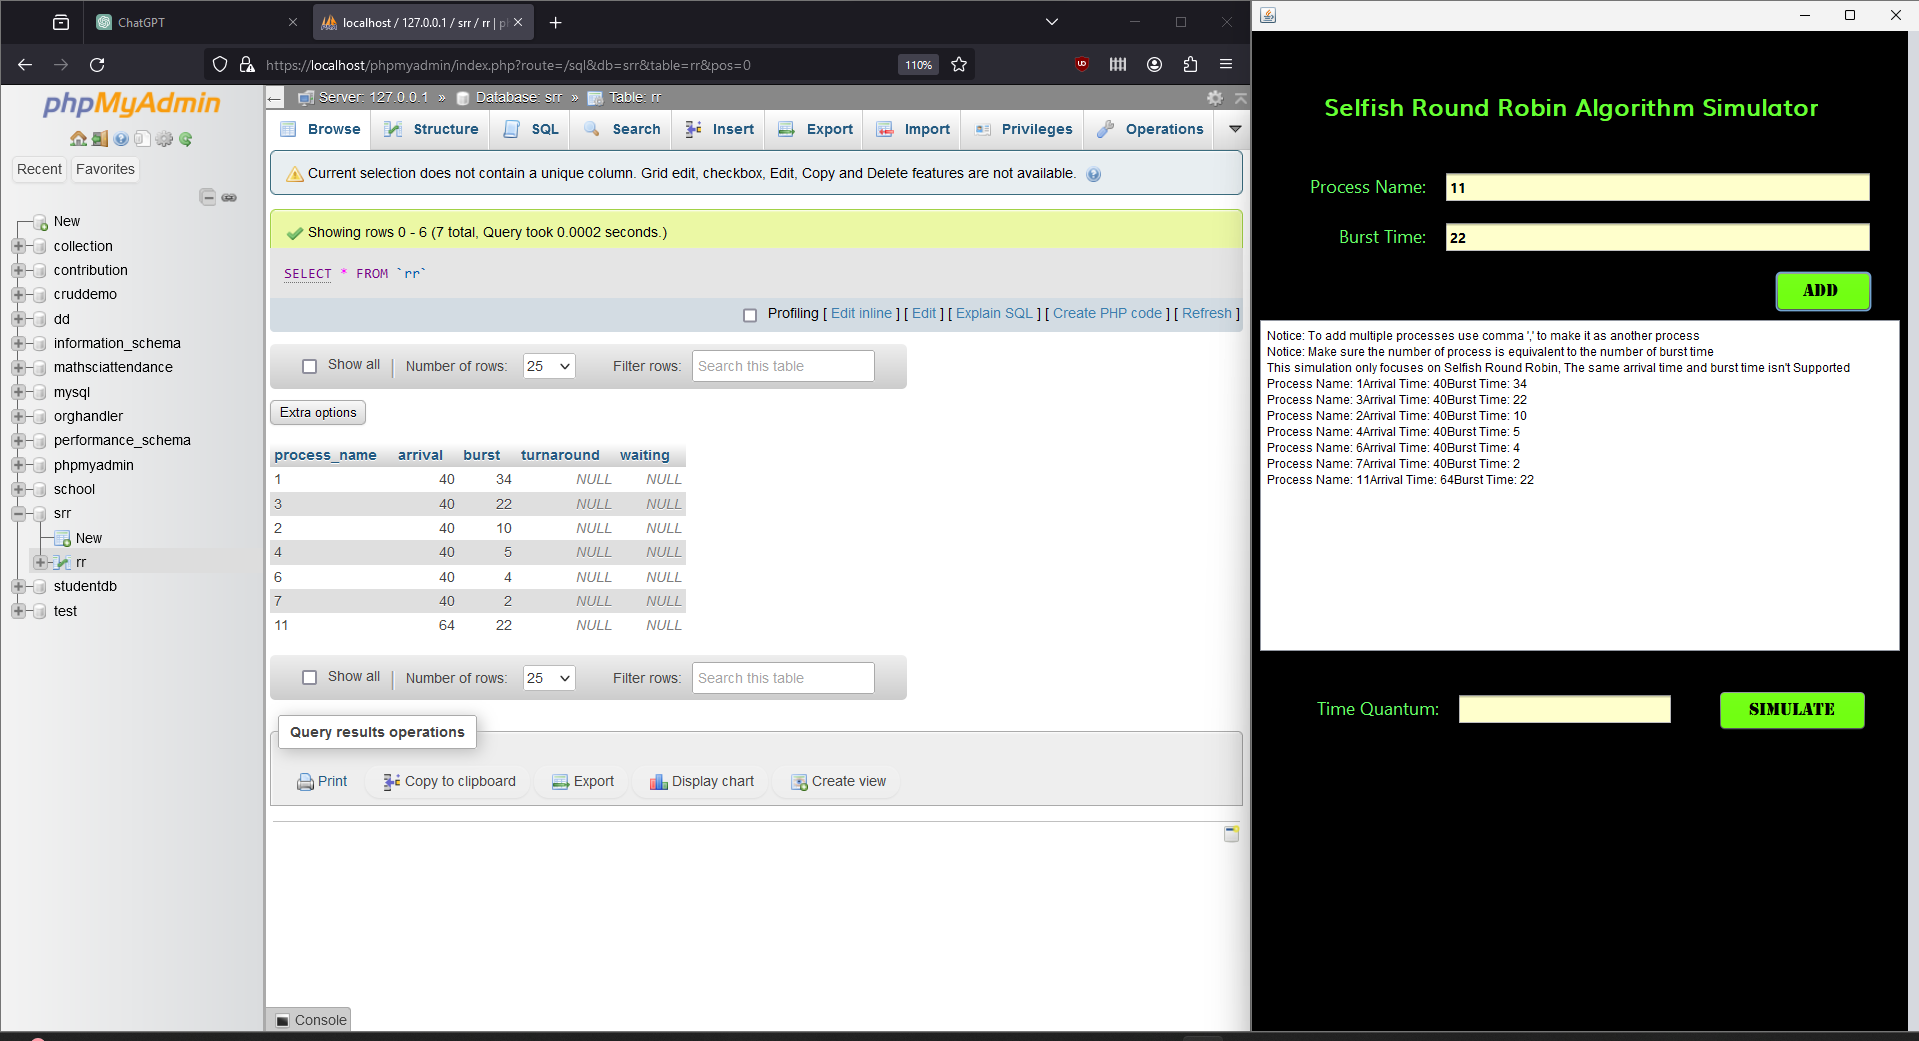 ChatGPT
localhost / 127.0.0.1 / srr / rr | p
https://localhost/phpmyadmin/index.php?route=/sql&db=srr&table=rr&pos=0
110%
phpMyAdmin
Recent
Favorites
New
collection
contribution
cruddemo
dd
information_schema
mathsciattendance
mysql
orghandler
performance_schema
phpmyadmin
school
srr
New
rr
studentdb
test
Server: 127.0.0.1 » Database: srr » Table: rr
Browse Structure SQL Search Insert Export Import Privileges Operations
Current selection does not contain a unique column. Grid edit, checkbox, Edit, Copy and Delete features are not available.
Showing rows 0 - 6 (7 total, Query took 0.0002 seconds.)
SELECT * FROM `rr`
Profiling [ Edit inline ] [ Edit ] [ Explain SQL ] [ Create PHP code ] [ Refresh ]
Show all Number of rows: 25 Filter rows: Search this table
Extra options
process_name arrival burst turnaround waiting
1 40 34 NULL NULL
3 40 22 NULL NULL
2 40 10 NULL NULL
4 40 5 NULL NULL
6 40 4 NULL NULL
7 40 2 NULL NULL
11 64 22 NULL NULL
Show all Number of rows: 25 Filter rows: Search this table
Query results operations
Print Copy to clipboard Export Display chart Create view
Console
Selfish Round Robin Algorithm Simulator
Process Name: 11
Burst Time: 22
ADD
Notice: To add multiple processes use comma ',' to make it as another process
Notice: Make sure the number of process is equivalent to the number of burst time
This simulation only focuses on Selfish Round Robin, The same arrival time and burst time isn't Supported
Process Name: 1Arrival Time: 40Burst Time: 34
Process Name: 3Arrival Time: 40Burst Time: 22
Process Name: 2Arrival Time: 40Burst Time: 10
Process Name: 4Arrival Time: 40Burst Time: 5
Process Name: 6Arrival Time: 40Burst Time: 4
Process Name: 7Arrival Time: 40Burst Time: 2
Process Name: 11Arrival Time: 64Burst Time: 22
Time Quantum:
SIMULATE